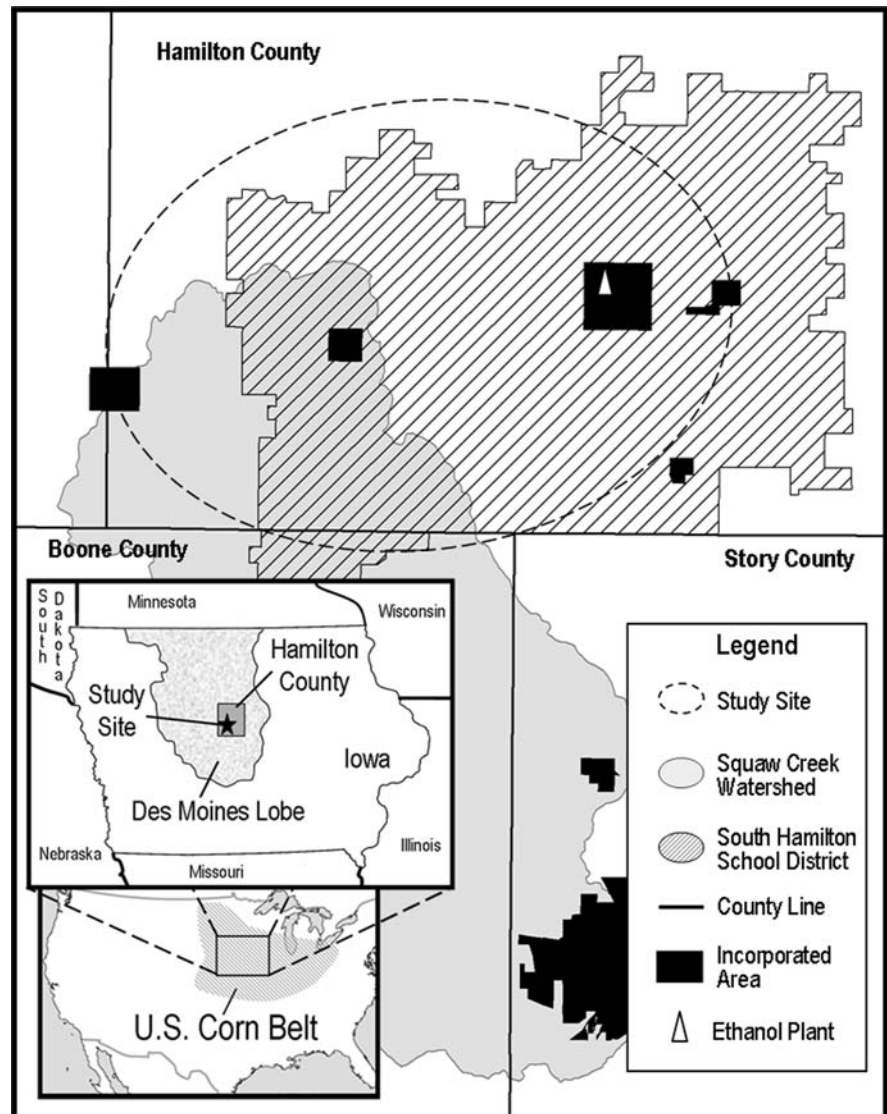 Hamilton County
Boone County
Story County
South
Dakota
Minnesota
Wisconsin
Hamilton
County
Study
Site
Iowa
Des Moines Lobe
Nebraska
Missouri
Illinois
U.S. Corn Belt
Legend
Study Site
Squaw Creek
Watershed
South Hamilton
School District
County Line
Incorporated
Area
Ethanol Plant